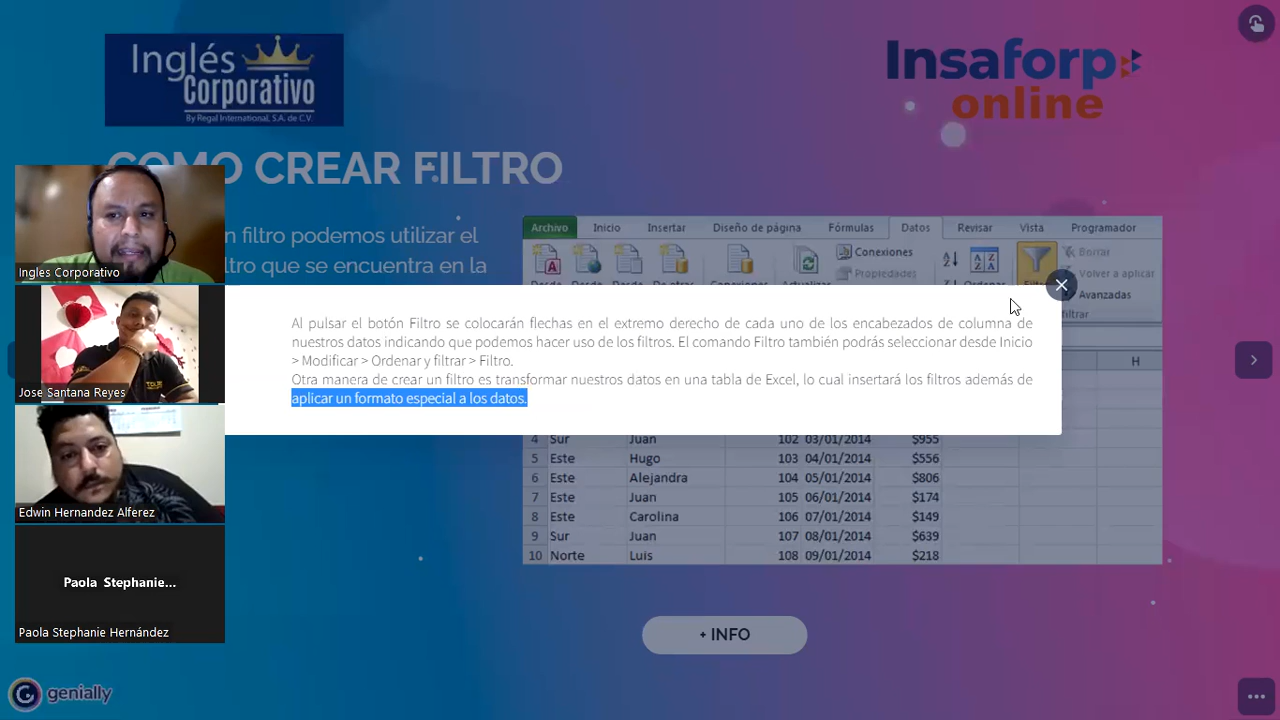 Inglés
Corporativo
By Regal International, S.A. de C.V.
Insaforp
online
COMO CREAR FILTRO
n filtro podemos utilizar el
ltro que se encuentra en la
Archivo Inicio Insertar Diseño de página Fórmulas Datos Revisar Vista Programador
Conexiones
Propiedades
Borrar
Volver a aplicar
Avanzadas
filtrar
Al pulsar el botón Filtro se colocarán flechas en el extremo derecho de cada uno de los encabezados de columna de
nuestros datos indicando que podemos hacer uso de los filtros. El comando Filtro también podrás seleccionar desde Inicio
> Modificar > Ordenar y filtrar > Filtro.
Otra manera de crear un filtro es transformar nuestros datos en una tabla de Excel, lo cual insertará los filtros además de
aplicar un formato especial a los datos.
H
4 Sur Juan 102 03/01/2014 $955
5 Este Hugo 103 04/01/2014 $556
6 Este Alejandra 104 05/01/2014 $806
7 Este Juan 105 06/01/2014 $174
8 Este Carolina 106 07/01/2014 $149
9 Sur Juan 107 08/01/2014 $639
10 Norte Luis 108 09/01/2014 $218
+ INFO
Ingles Corporativo
Jose Santana Reyes
Edwin Hernandez Alferez
Paola Stephanie...
Paola Stephanie Hernández
genially